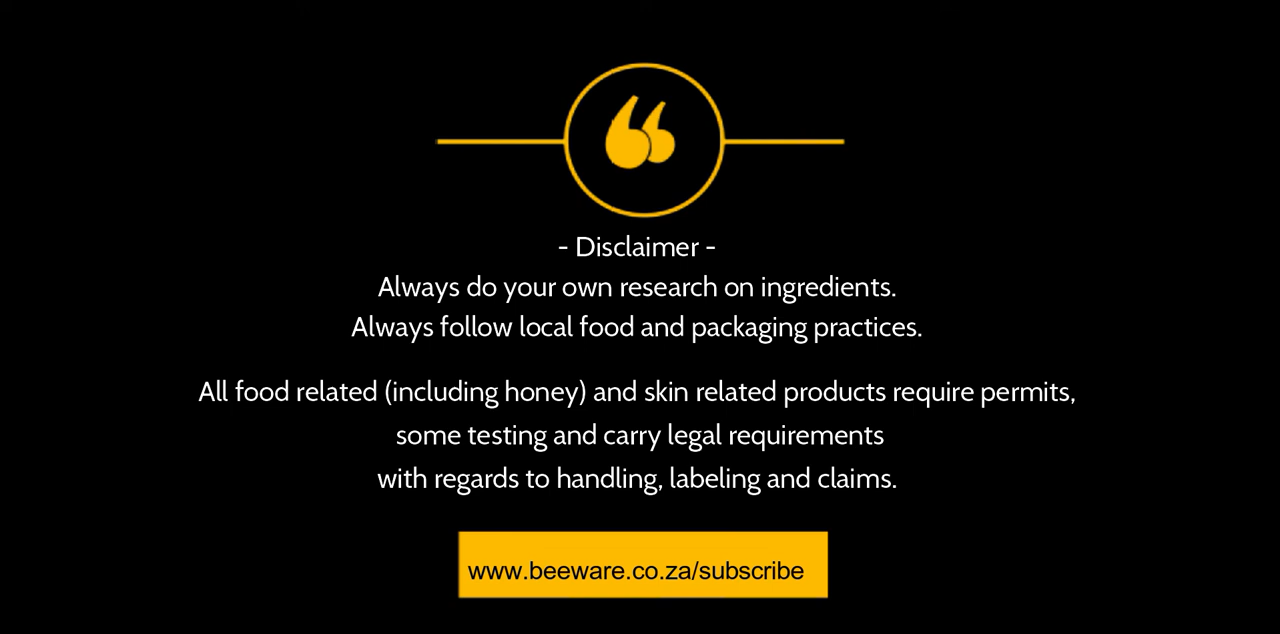 - Disclaimer -
Always do your own research on ingredients.
Always follow local food and packaging practices.
All food related (including honey) and skin related products require permits,
some testing and carry legal requirements
with regards to handling, labeling and claims.
www.beeware.co.za/subscribe